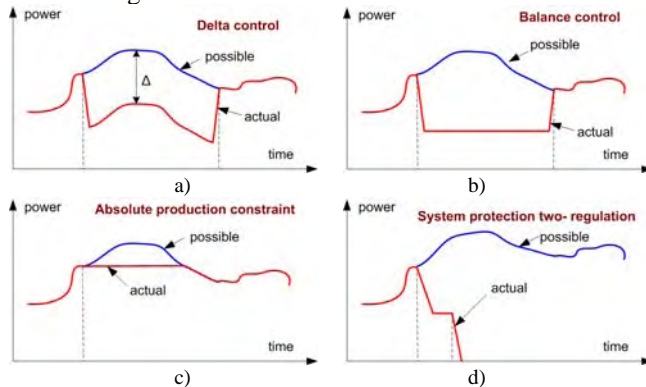 power
Delta control
possible
Δ
actual
time
a)
power
Balance control
possible
actual
time
b)
power
Absolute production constraint
possible
actual
time
c)
power
System protection two- regulation
possible
actual
time
d)